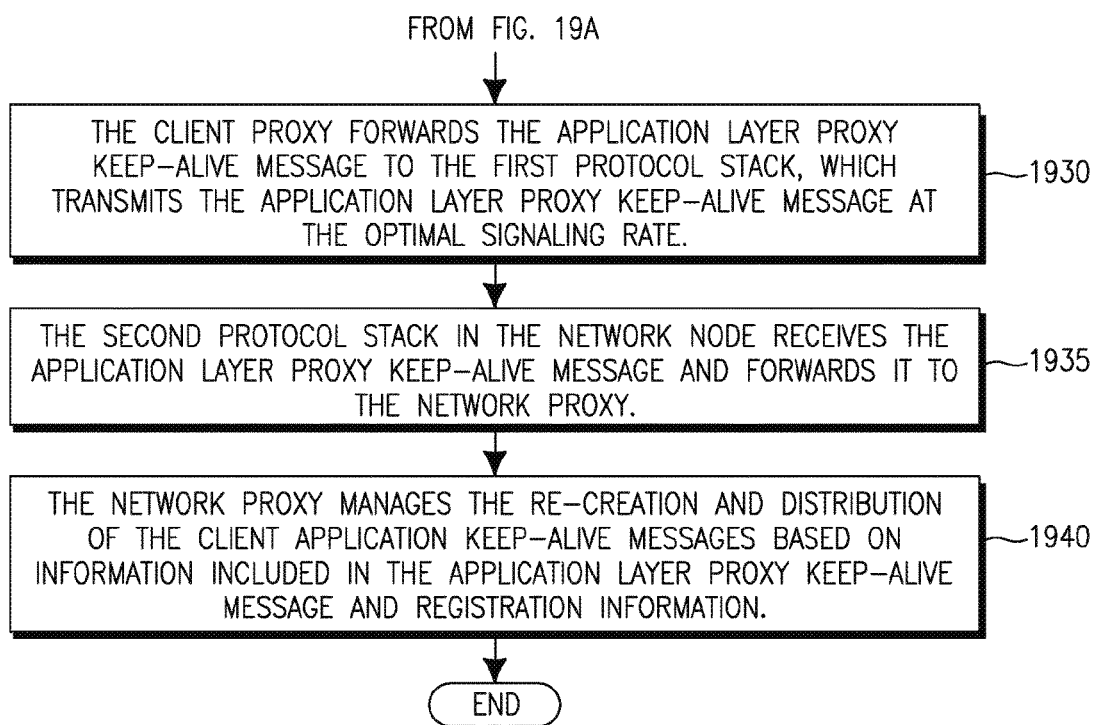 FROM FIG. 19A
THE CLIENT PROXY FORWARDS THE APPLICATION LAYER PROXY
KEEP-ALIVE MESSAGE TO THE FIRST PROTOCOL STACK, WHICH
TRANSMITS THE APPLICATION LAYER PROXY KEEP-ALIVE MESSAGE AT
THE OPTIMAL SIGNALING RATE.
1930
THE SECOND PROTOCOL STACK IN THE NETWORK NODE RECEIVES THE
APPLICATION LAYER PROXY KEEP-ALIVE MESSAGE AND FORWARDS IT TO
THE NETWORK PROXY.
1935
THE NETWORK PROXY MANAGES THE RE-CREATION AND DISTRIBUTION
OF THE CLIENT APPLICATION KEEP-ALIVE MESSAGES BASED ON
INFORMATION INCLUDED IN THE APPLICATION LAYER PROXY KEEP-ALIVE
MESSAGE AND REGISTRATION INFORMATION.
1940
END